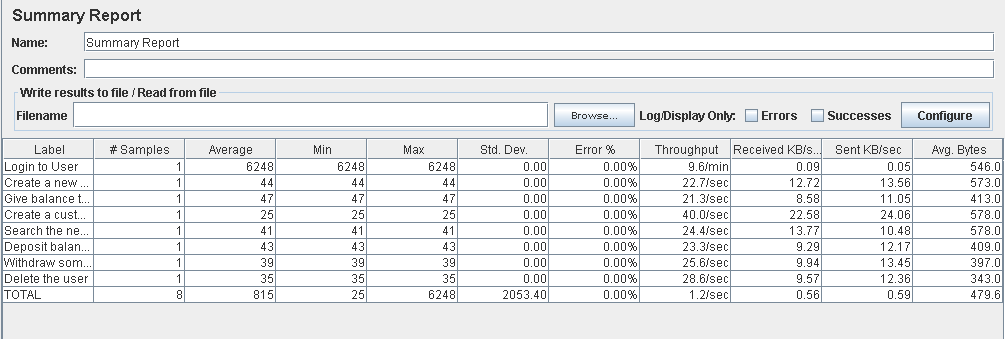 Summary Report
Name: Summary Report
Comments:
Write results to file / Read from file
Filename Browse... Log/Display Only: Errors Successes Configure
Label # Samples Average Min Max Std. Dev. Error % Throughput Received KB/s... Sent KB/sec Avg. Bytes
Login to User 1 6248 6248 6248 0.00 0.00% 9.6/min 0.09 0.05 546.0
Create a new ... 1 44 44 44 0.00 0.00% 22.7/sec 12.72 13.56 573.0
Give balance t... 1 47 47 47 0.00 0.00% 21.3/sec 8.58 11.05 413.0
Create a cust... 1 25 25 25 0.00 0.00% 40.0/sec 22.58 24.06 578.0
Search the ne... 1 41 41 41 0.00 0.00% 24.4/sec 13.77 10.48 578.0
Deposit balan... 1 43 43 43 0.00 0.00% 23.3/sec 9.29 12.17 409.0
Withdraw som... 1 39 39 39 0.00 0.00% 25.6/sec 9.94 13.45 397.0
Delete the user 1 35 35 35 0.00 0.00% 28.6/sec 9.57 12.36 343.0
TOTAL 8 815 25 6248 2053.40 0.00% 1.2/sec 0.56 0.59 479.6